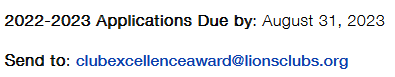 2022-2023 Applications Due by: August 31, 2023
Send to: clubexcellenceaward@lionsclubs.org